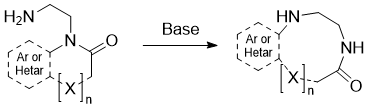 H₂N
N
O
Ar or
Hetar
[X]n
Base
HN
NH
Ar or
Hetar
[X]n
O